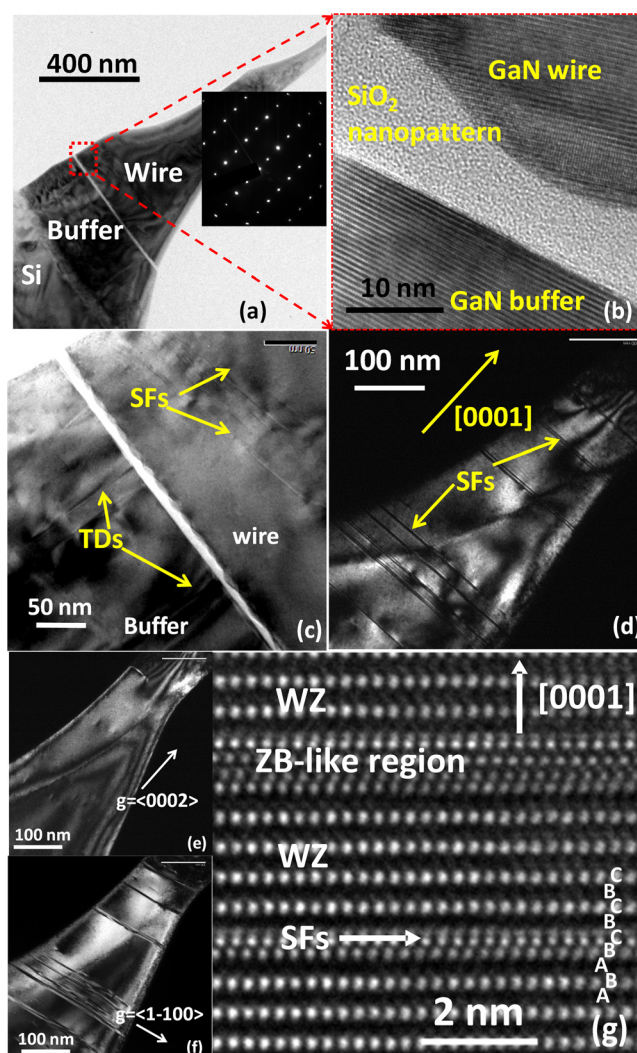 400 nm
Wire
Buffer
Si
(a)
GaN wire
SiO2
nanopattern
10 nm
GaN buffer
(b)
50 nm
SFs
TDs
wire
50 nm
Buffer
(c)
100 nm
[0001]
SFs
(d)
g=<0002>
100 nm
(e)
g=<1-100>
100 nm
(f)
WZ
[0001]
ZB-like region
WZ
C
B
C
B
SFs
C
B
A
B
A
2 nm
(g)